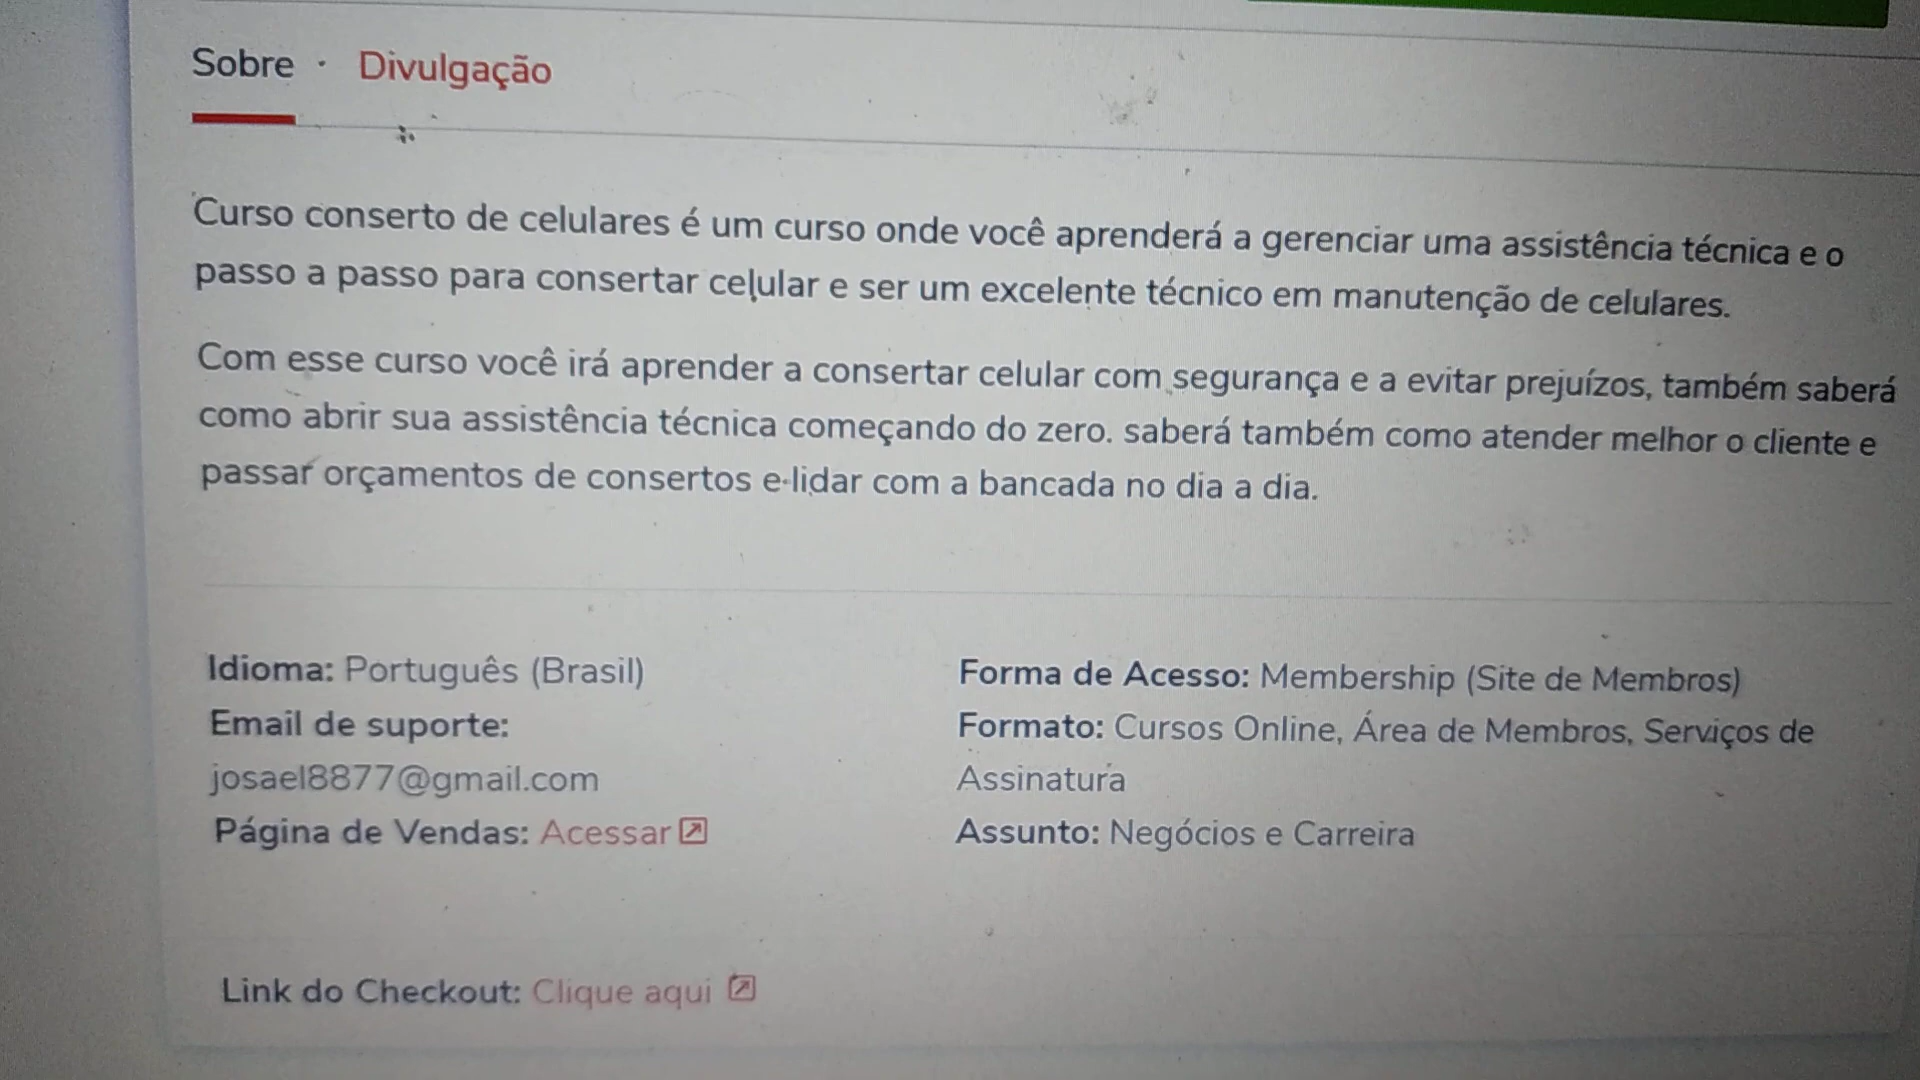 Sobre · Divulgação
Curso conserto de celulares é um curso onde você aprenderá a gerenciar uma assistência técnica e o
passo a passo para consertar celular e ser um excelente técnico em manutenção de celulares.
Com esse curso você irá aprender a consertar celular com segurança e a evitar prejuízos, também saberá
como abrir sua assistência técnica começando do zero. saberá também como atender melhor o cliente e
passar orçamentos de consertos e lidar com a bancada no dia a dia.
Idioma: Português (Brasil)
Email de suporte:
josael8877@gmail.com
Página de Vendas: Acessar
Forma de Acesso: Membership (Site de Membros)
Formato: Cursos Online, Área de Membros, Serviços de
Assinatura
Assunto: Negócios e Carreira
Link do Checkout: Clique aqui